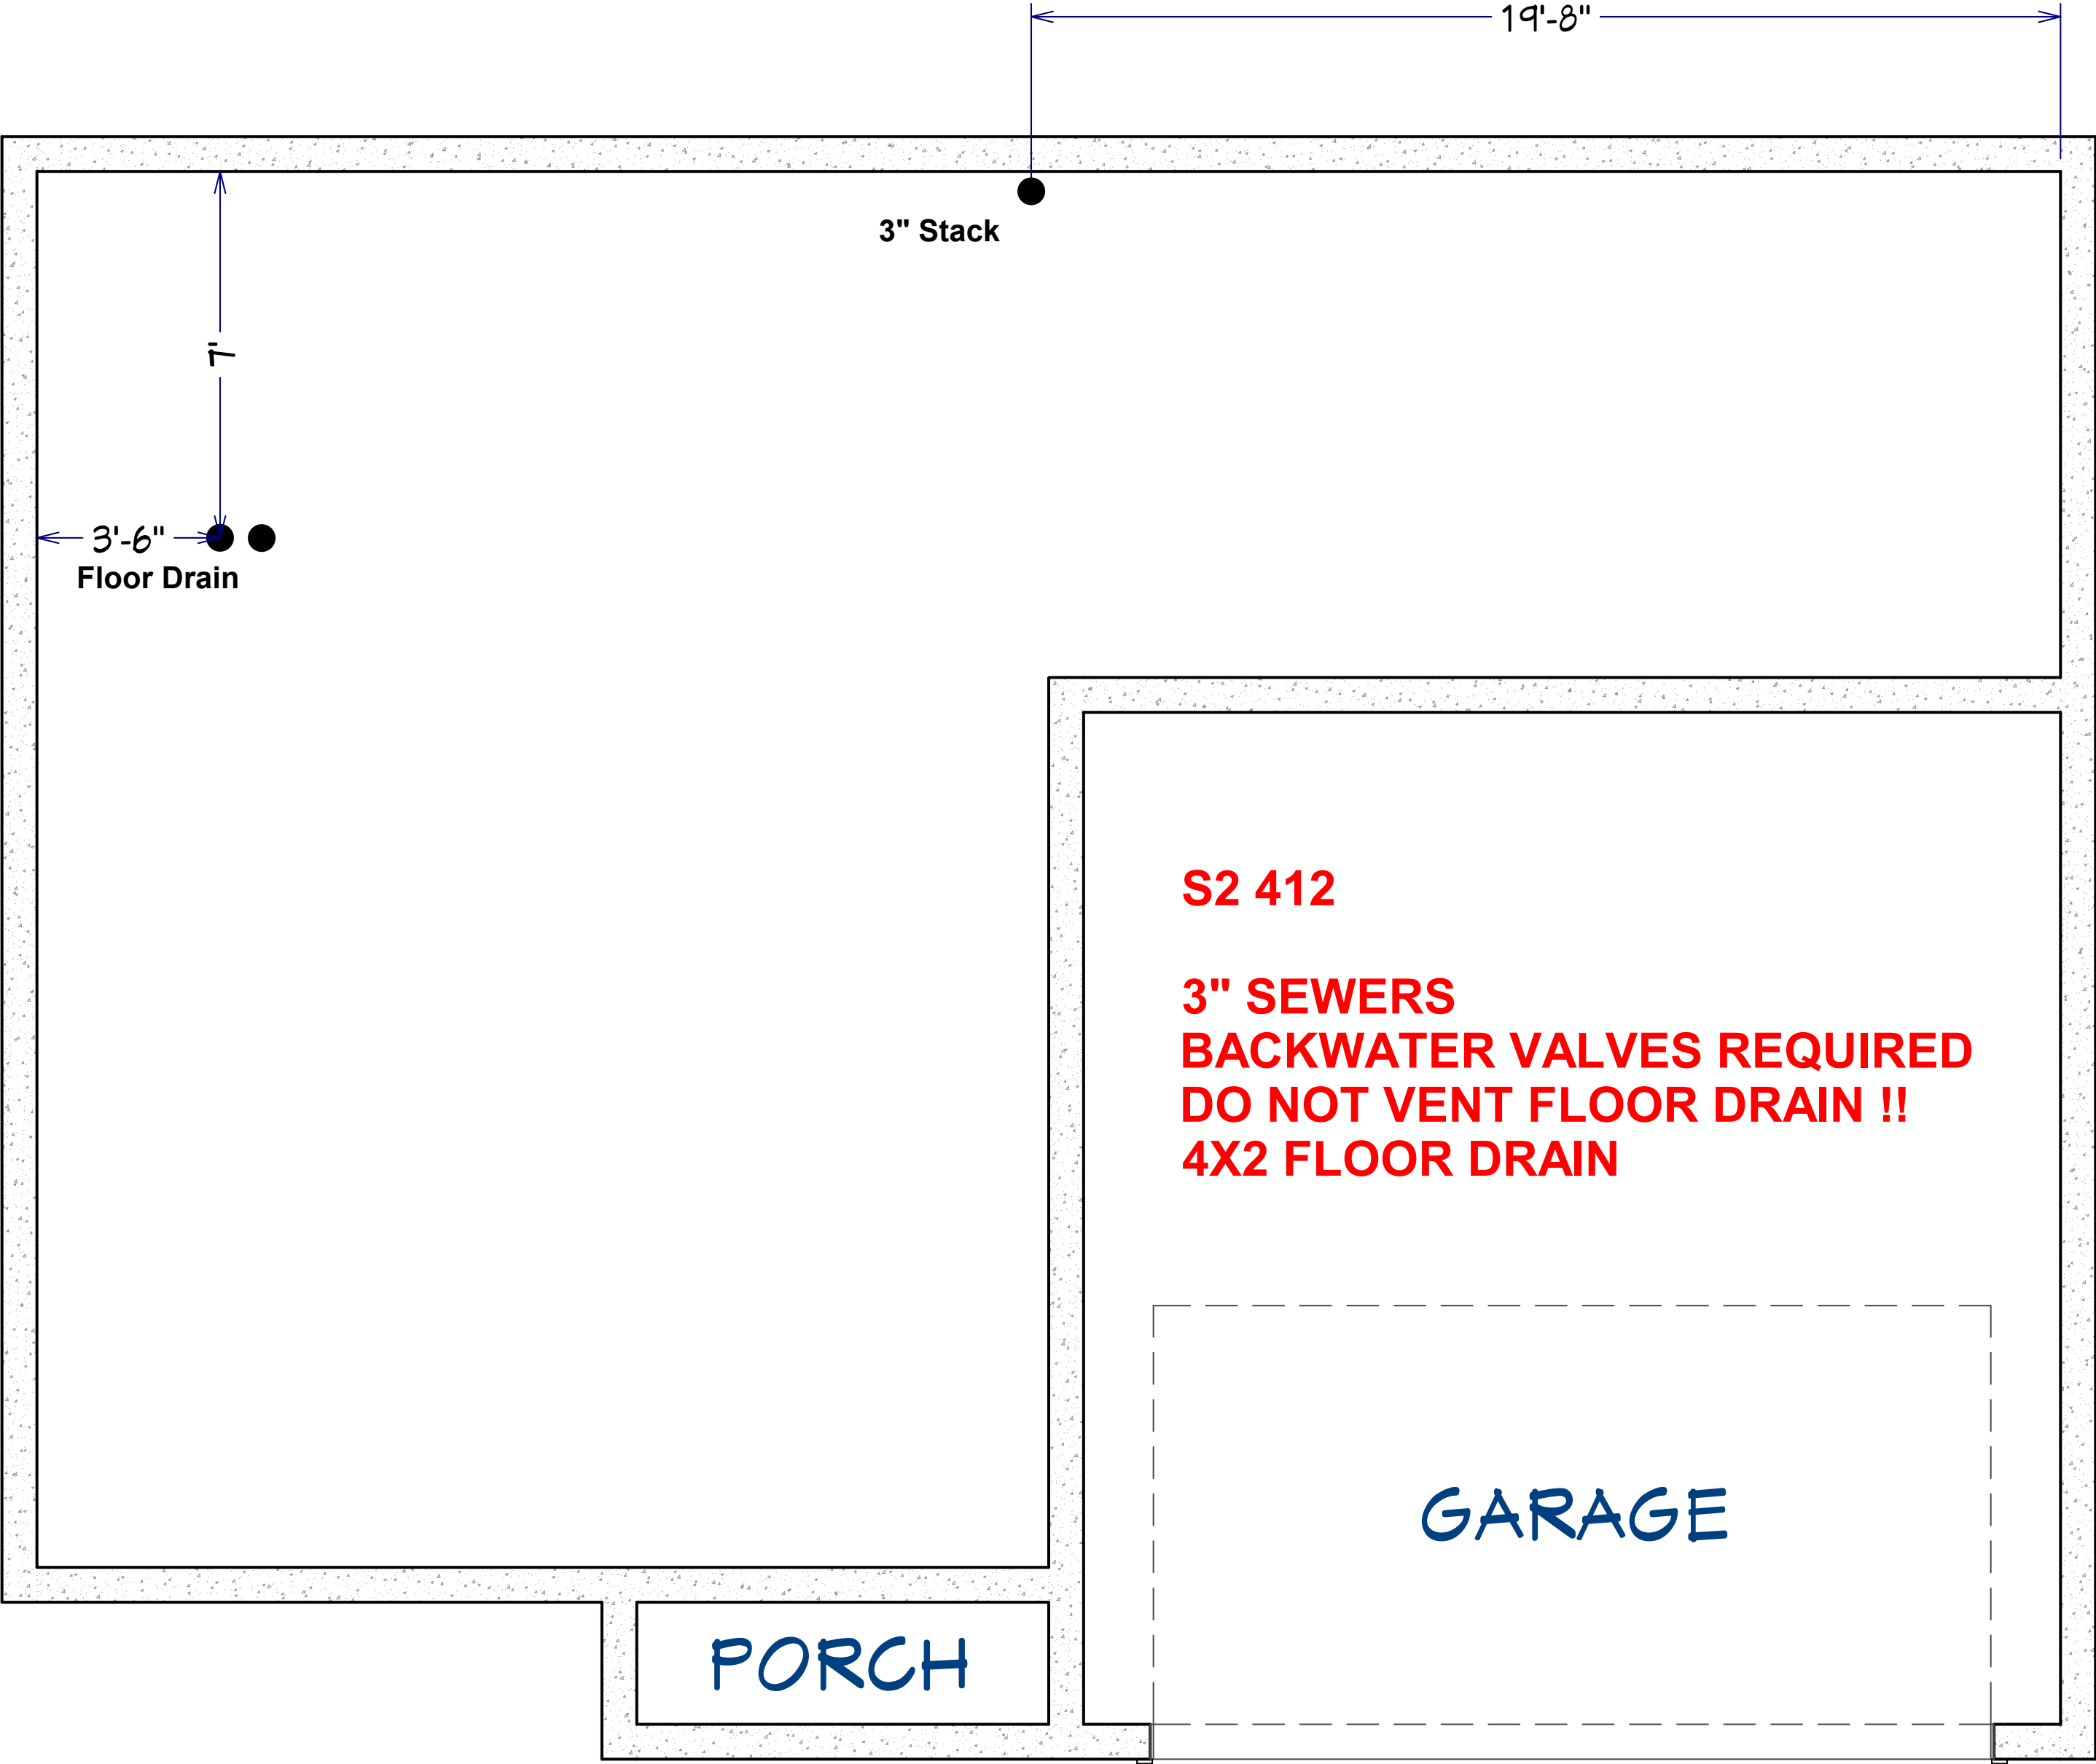 19'-8"
3" Stack
7'
3'-6"
Floor Drain
S2 412
3" SEWERS
BACKWATER VALVES REQUIRED
DO NOT VENT FLOOR DRAIN !!
4X2 FLOOR DRAIN
GARAGE
PORCH